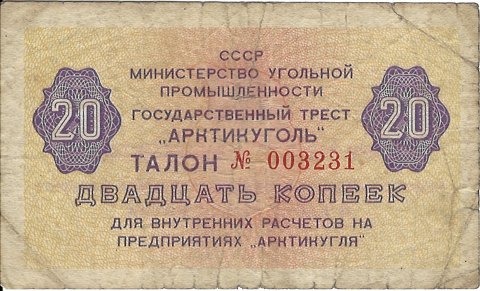 СССР
МИНИСТЕРСТВО УГОЛЬНОЙ
ПРОМЫШЛЕННОСТИ
ГОСУДАРСТВЕННЫЙ ТРЕСТ
„АРКТИКУГОЛЬ"
20 20
ТАЛОН № 003231
ДВАДЦАТЬ КОПЕЕК
ДЛЯ ВНУТРЕННИХ РАСЧЕТОВ НА
ПРЕДПРИЯТИЯХ „АРКТИКУГЛЯ"